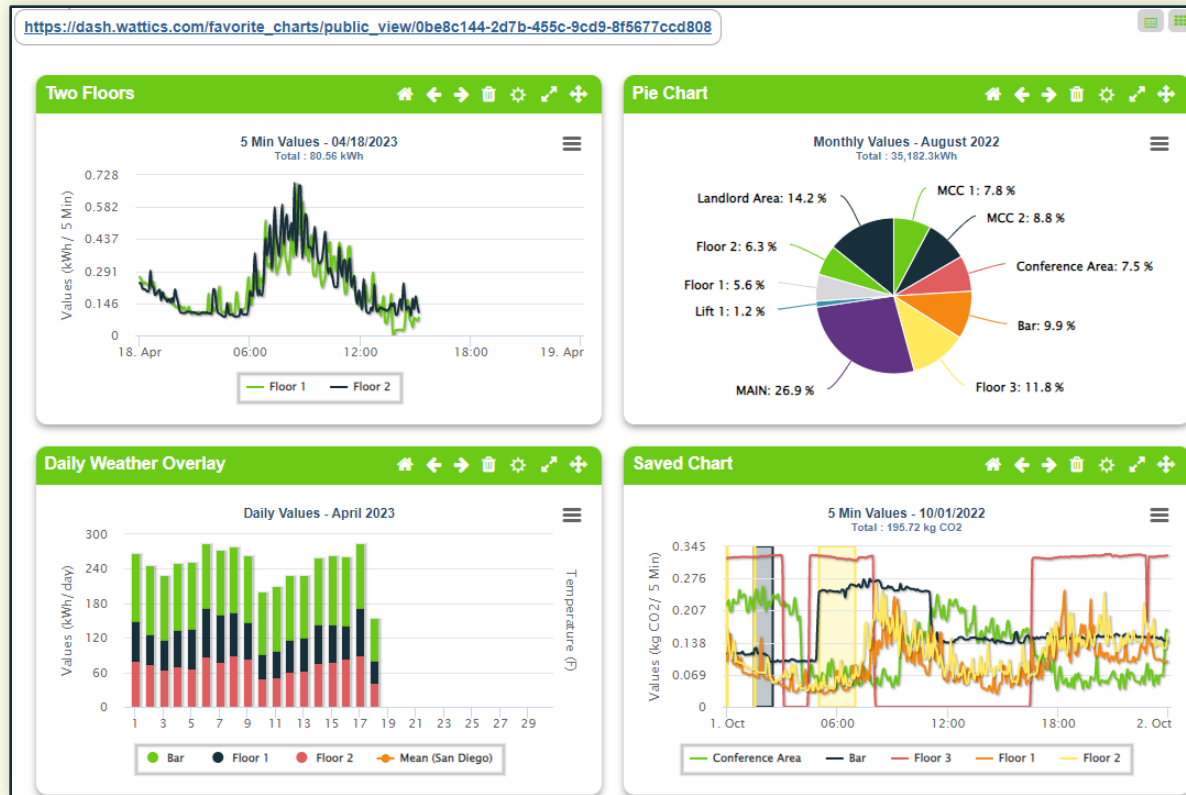 https://dash.wattics.com/favorite_charts/public_view/0be8c144-2d7b-455c-9cd9-8f5677ccd808
Two Floors
5 Min Values - 04/18/2023
Total : 80.56 kWh
Values (kWh/ 5 Min)
0.728
0.582
0.437
0.291
0.146
0
18. Apr 06:00 12:00 18:00 19. Apr
Floor 1 Floor 2
Pie Chart
Monthly Values - August 2022
Total : 35,182.3kWh
MCC 1: 7.8 %
MCC 2: 8.8 %
Conference Area: 7.5 %
Bar: 9.9 %
Floor 3: 11.8 %
MAIN: 26.9 %
Lift 1: 1.2 %
Floor 1: 5.6 %
Floor 2: 6.3 %
Landlord Area: 14.2 %
Daily Weather Overlay
Daily Values - April 2023
Values (kWh/day)
300
240
180
120
60
0
Temperature (F)
1 3 5 7 9 11 13 15 17 19 21 23 25 27 29
Bar Floor 1 Floor 2 Mean (San Diego)
Saved Chart
5 Min Values - 10/01/2022
Total : 195.72 kg CO2
Values (kg CO2/ 5 Min)
0.345
0.276
0.207
0.138
0.069
0
1. Oct 06:00 12:00 18:00 2. Oct
Conference Area Bar Floor 3 Floor 1 Floor 2